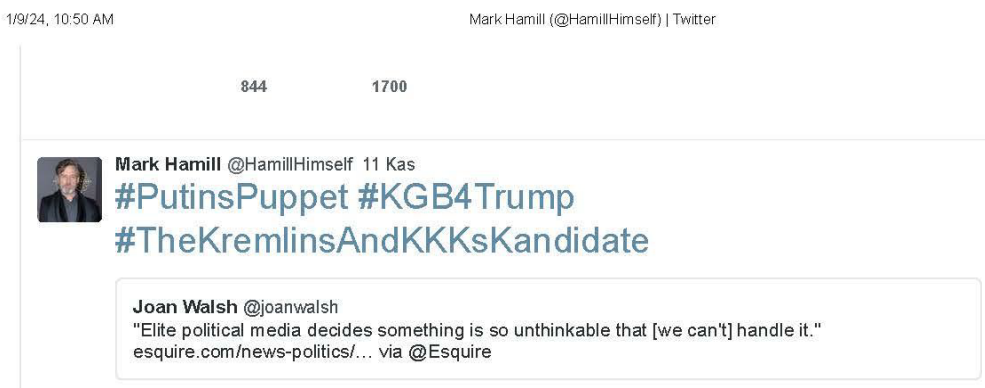 1/9/24, 10:50 AM Mark Hamill (@HamillHimself) | Twitter
844 1700
Mark Hamill @HamillHimself 11 Kas
#PutinsPuppet #KGB4Trump
#TheKremlinsAndKKKsKandidate
Joan Walsh @joanwalsh
"Elite political media decides something is so unthinkable that [we can't] handle it."
esquire.com/news-politics/… via @Esquire